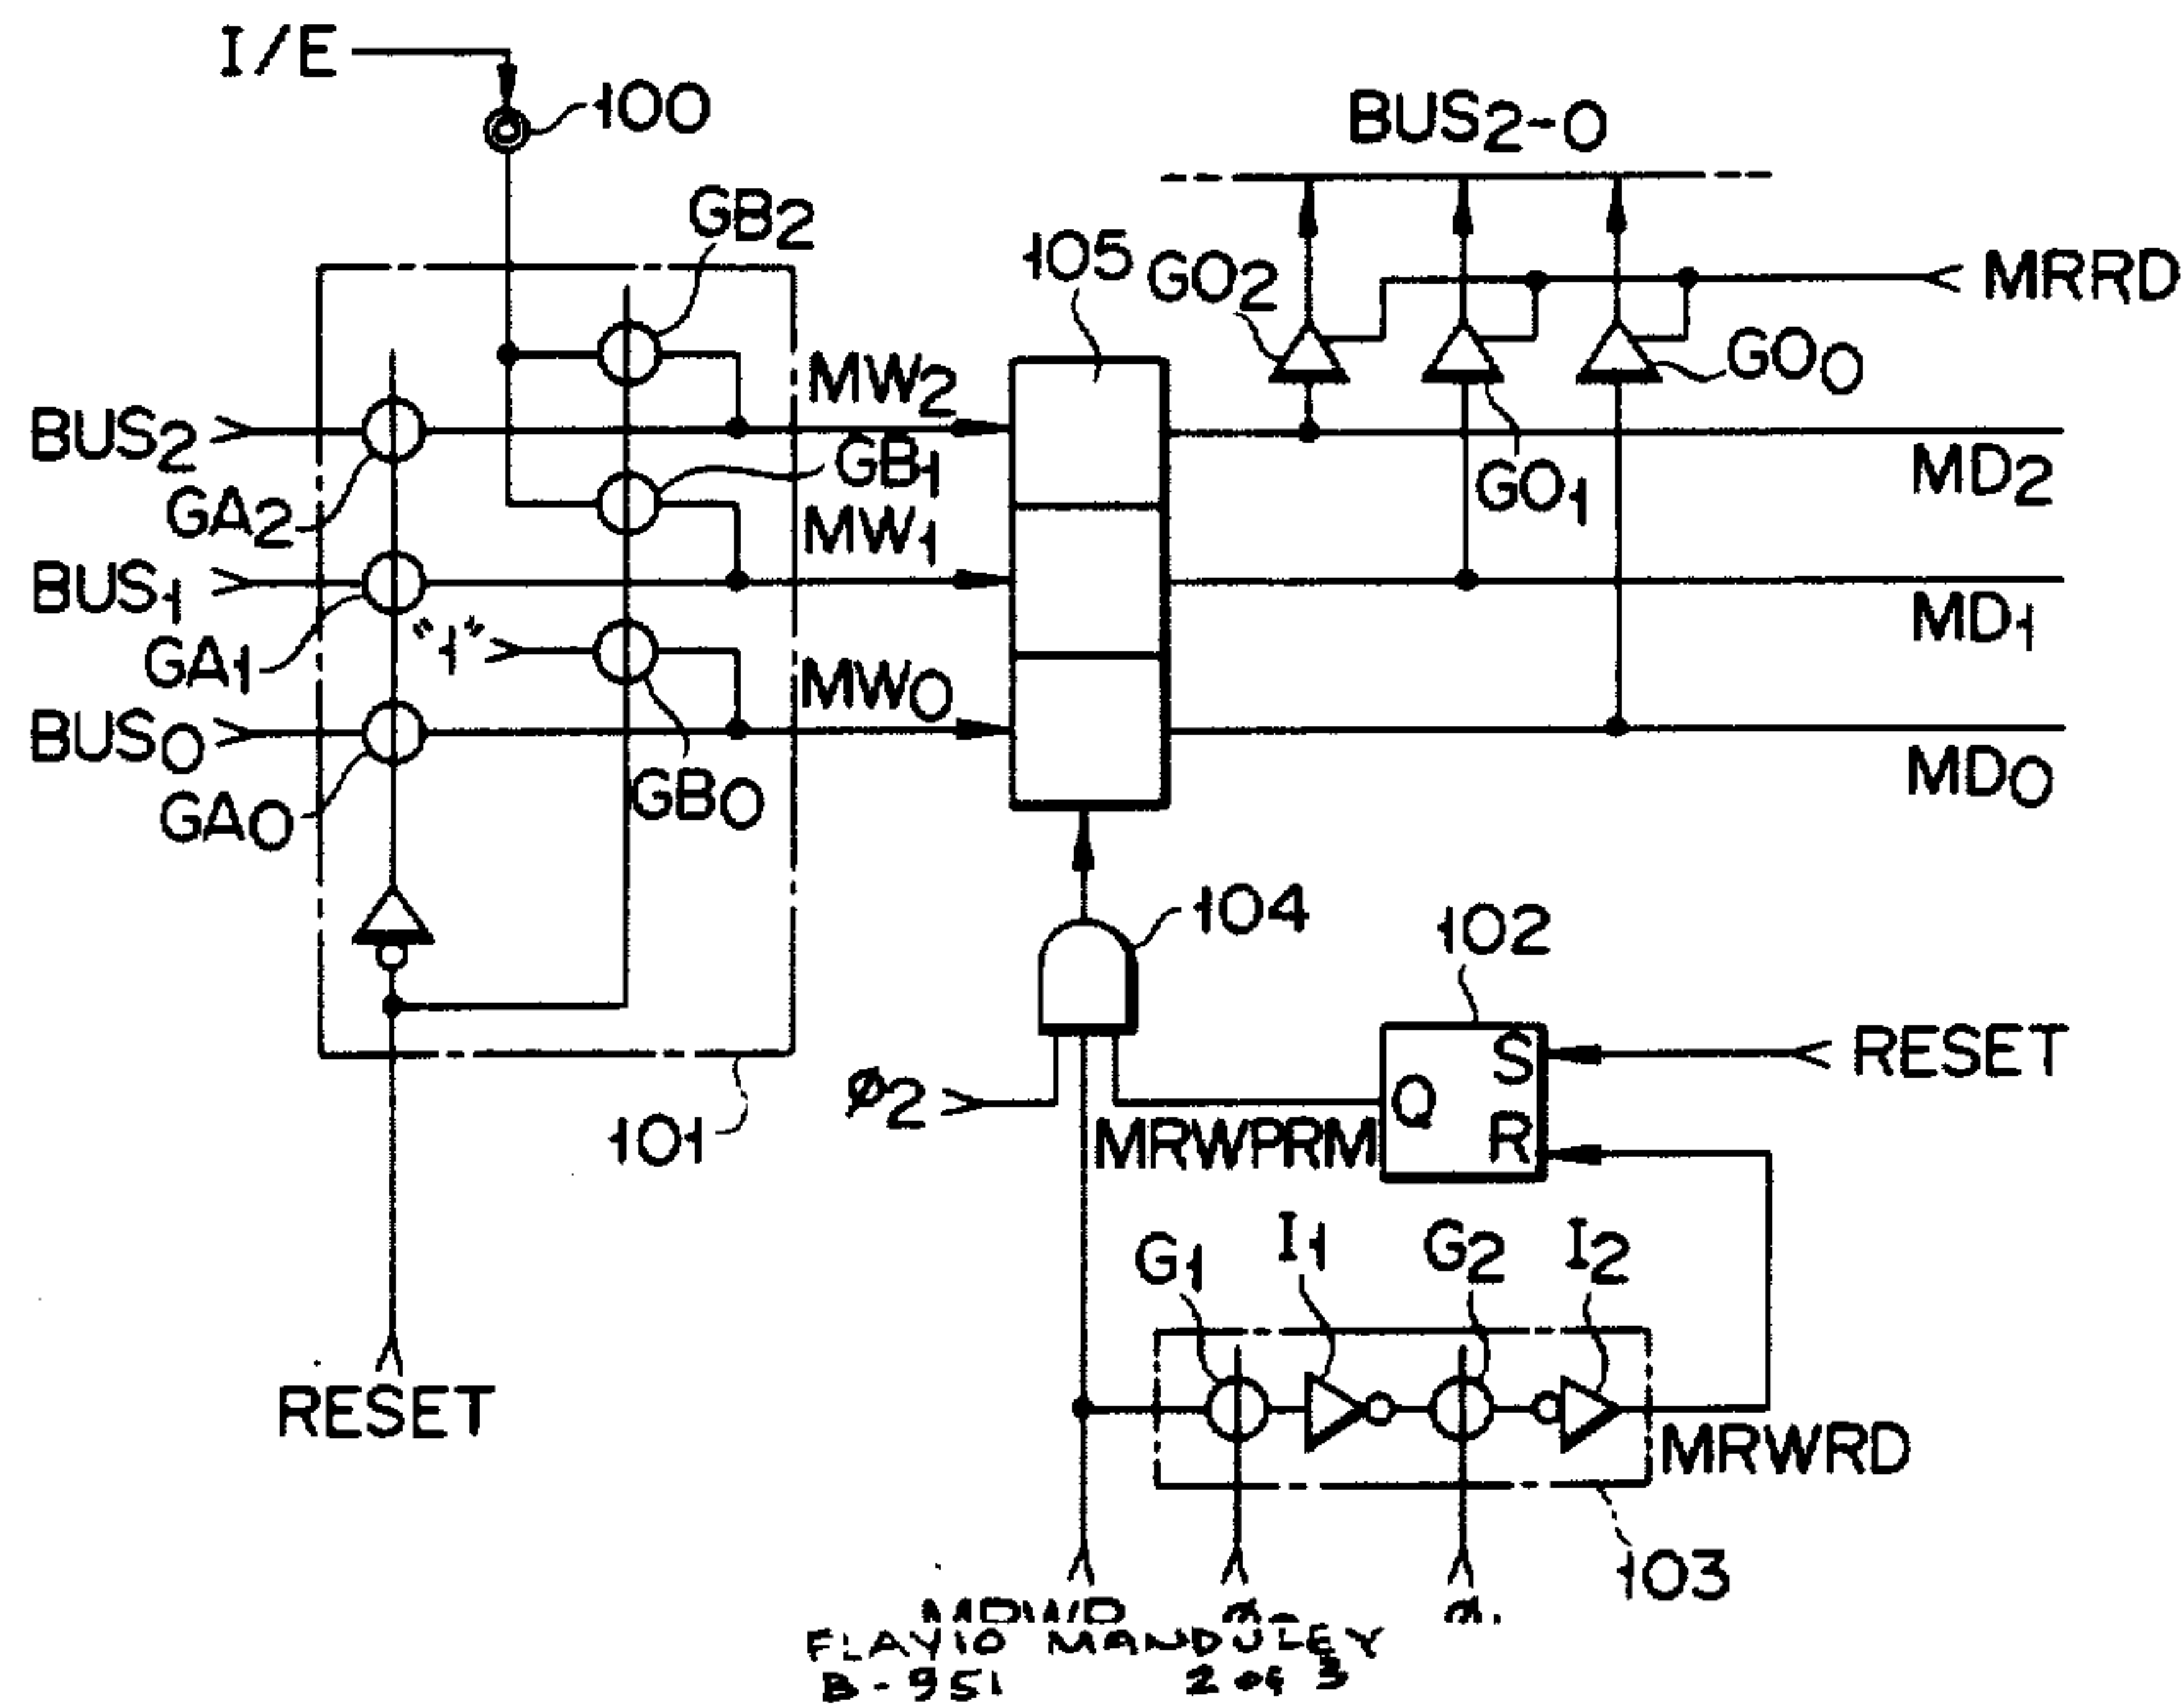 I/E
100
BUS2-0
GB2
105
GO2
MRRD
GO0
MW2
BUS2
GB1
GA2
GO1
MD2
MW1
BUS1
"1"
MD1
GA1
MW0
BUS0
GB0
MD0
GA0
104
102
S
RESET
ø2
Q
101
MRWPRM
R
G1
I1
G2
I2
RESET
MRWRD
103
FLAVIO MANDULEY
B-951 2 of 3